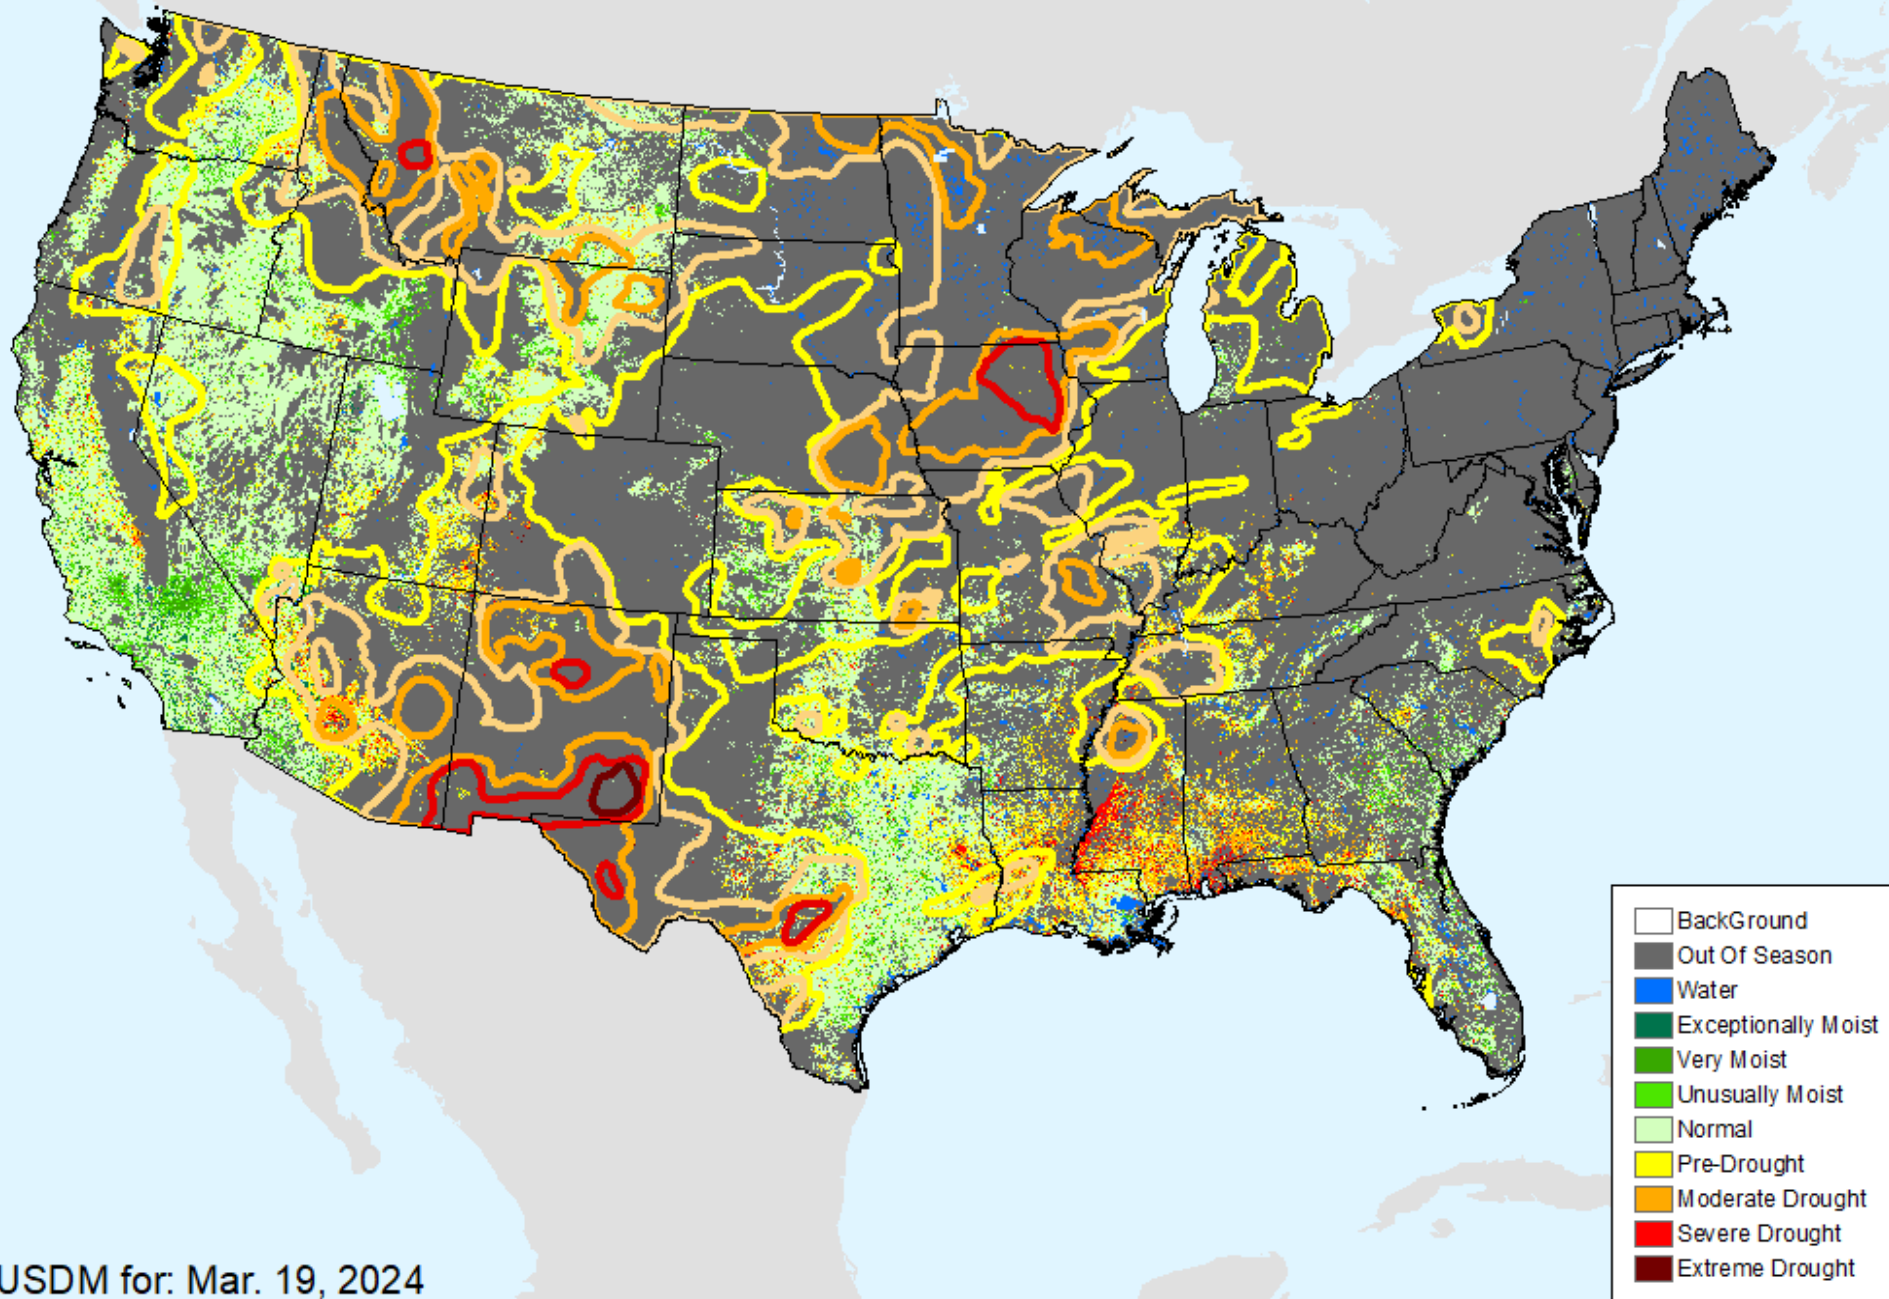 BackGround
Out Of Season
Water
Exceptionally Moist
Very Moist
Unusually Moist
Normal
Pre-Drought
Moderate Drought
Severe Drought
Extreme Drought
USDM for: Mar. 19, 2024